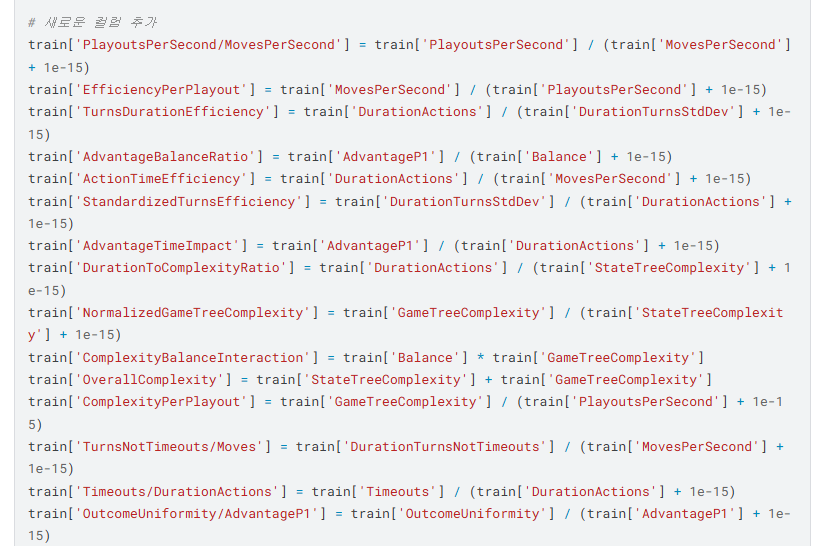 # 새로운 컬럼 추가
train['PlayoutsPerSecond/MovesPerSecond'] = train['PlayoutsPerSecond'] / (train['MovesPerSecond']
+ 1e-15)
train['EfficiencyPerPlayout'] = train['MovesPerSecond'] / (train['PlayoutsPerSecond'] + 1e-15)
train['TurnsDurationEfficiency'] = train['DurationActions'] / (train['DurationTurnsStdDev'] + 1e-
15)
train['AdvantageBalanceRatio'] = train['AdvantageP1'] / (train['Balance'] + 1e-15)
train['ActionTimeEfficiency'] = train['DurationActions'] / (train['MovesPerSecond'] + 1e-15)
train['StandardizedTurnsEfficiency'] = train['DurationTurnsStdDev'] / (train['DurationActions'] +
1e-15)
train['AdvantageTimeImpact'] = train['AdvantageP1'] / (train['DurationActions'] + 1e-15)
train['DurationToComplexityRatio'] = train['DurationActions'] / (train['StateTreeComplexity'] + 1
e-15)
train['NormalizedGameTreeComplexity'] = train['GameTreeComplexity'] / (train['StateTreeComplexit
y'] + 1e-15)
train['ComplexityBalanceInteraction'] = train['Balance'] * train['GameTreeComplexity']
train['OverallComplexity'] = train['StateTreeComplexity'] + train['GameTreeComplexity']
train['ComplexityPerPlayout'] = train['GameTreeComplexity'] / (train['PlayoutsPerSecond'] + 1e-1
5)
train['TurnsNotTimeouts/Moves'] = train['DurationTurnsNotTimeouts'] / (train['MovesPerSecond'] +
1e-15)
train['Timeouts/DurationActions'] = train['Timeouts'] / (train['DurationActions'] + 1e-15)
train['OutcomeUniformity/AdvantageP1'] = train['OutcomeUniformity'] / (train['AdvantageP1'] + 1e-
15)